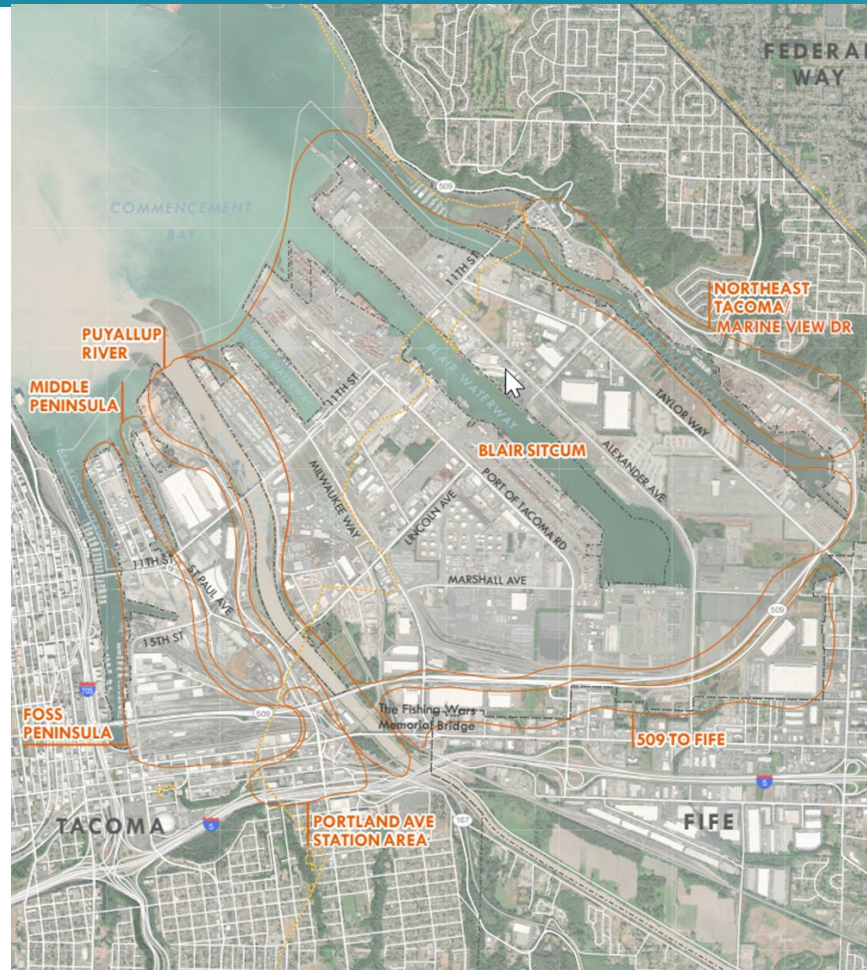 FEDERAL
WAY
COMMENCEMENT
BAY
509
11TH ST
NORTHEAST
TACOMA/
MARINE VIEW DR
PUYALLUP
RIVER
MIDDLE
PENINSULA
11TH ST
BLAIR WATERWAY
TAYLOR WAY
BLAIR SITCUM
ALEXANDER AVE
MILWAUKEE WAY
LINCOLN AVE
PORT OF TACOMA RD
11TH ST
ST PAUL AVE
MARSHALL AVE
15TH ST
509
705
FOSS
PENINSULA
509
The Fishing Wars
Memorial Bridge
509 TO FIFE
5
TACOMA
5
PORTLAND AVE
STATION AREA
167
FIFE